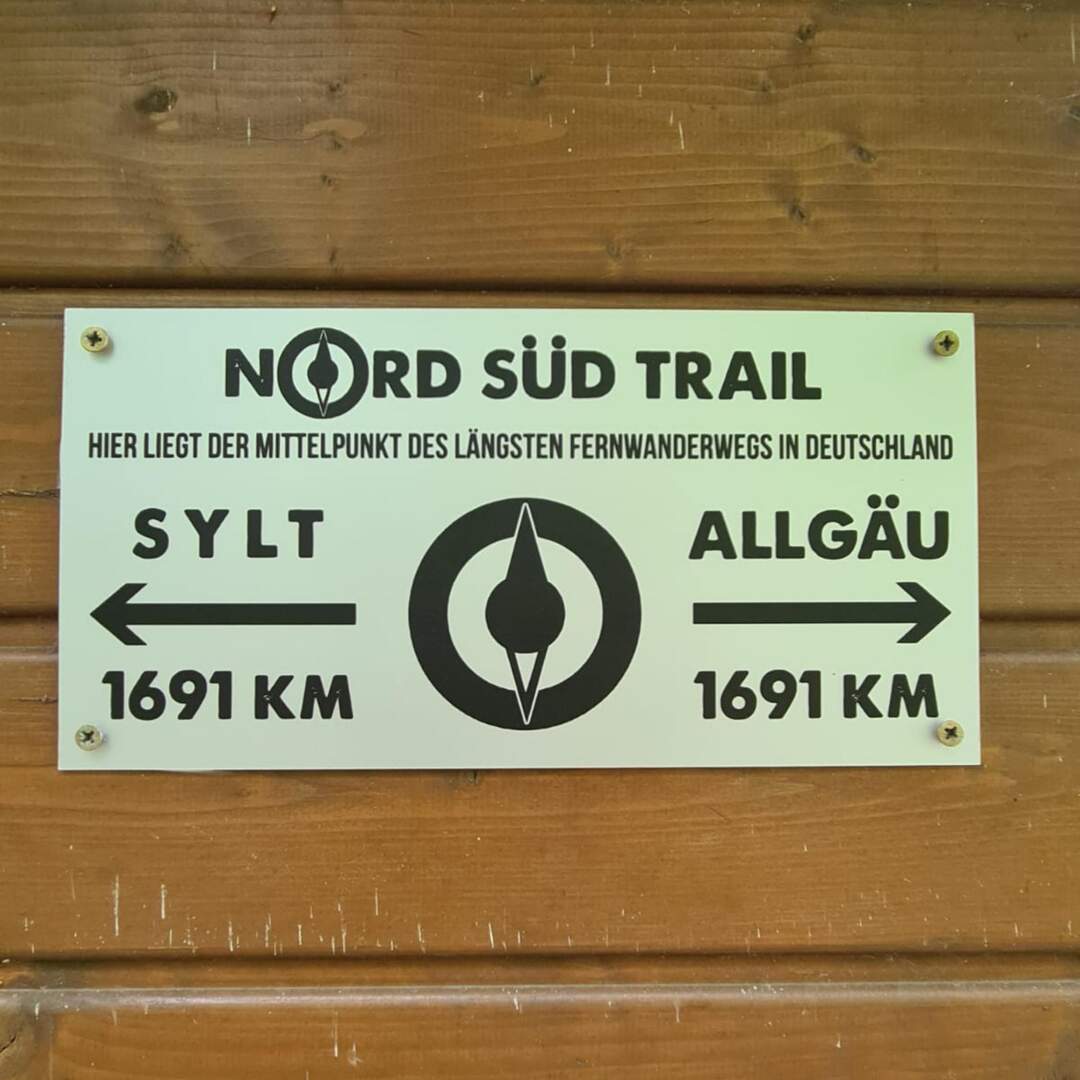 NORD SÜD TRAIL
HIER LIEGT DER MITTELPUNKT DES LÄNGSTEN FERNWANDERWEGS IN DEUTSCHLAND
SYLT
ALLGÄU
1691 KM
1691 KM